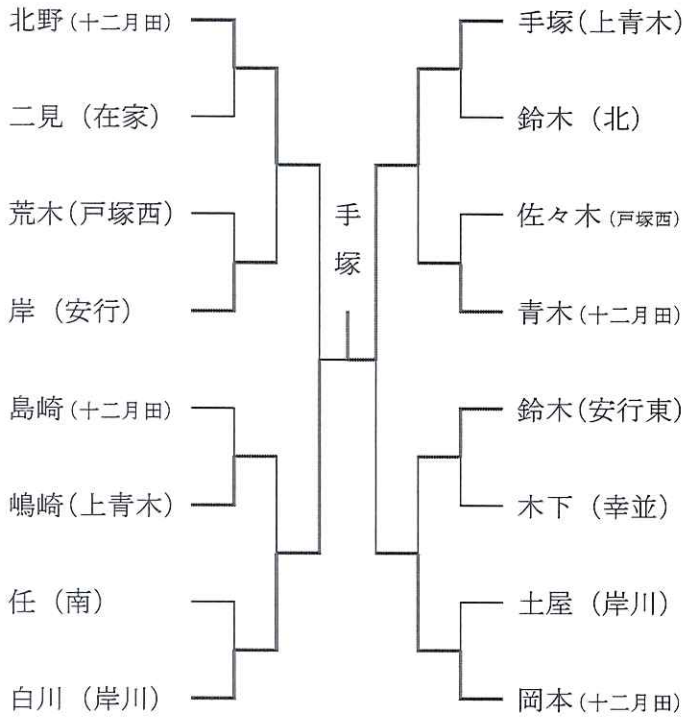 北野(十二月田)
二見(在家)
荒木(戸塚西)
岸(安行)
島崎(十二月田)
嶋崎(上青木)
任(南)
白川(岸川)
手塚
手塚(上青木)
鈴木(北)
佐々木(戸塚西)
青木(十二月田)
鈴木(安行東)
木下(幸並)
土屋(岸川)
岡本(十二月田)